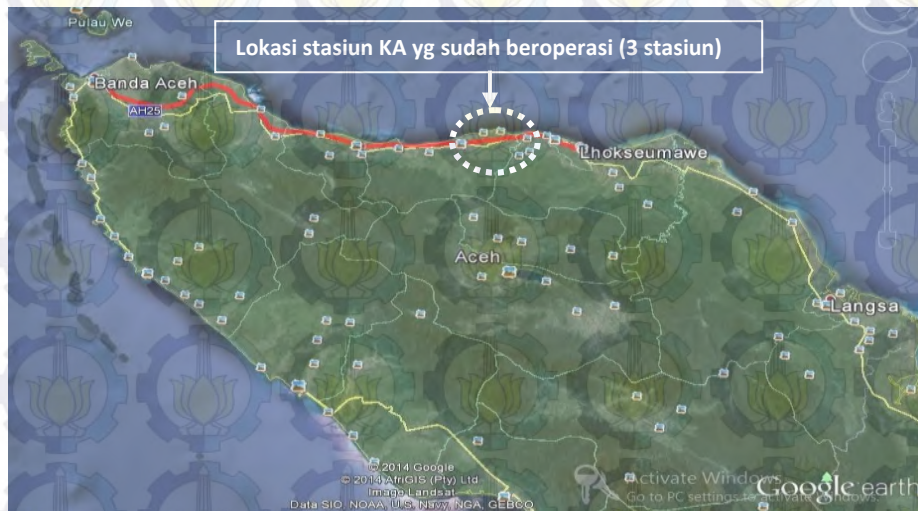 Pulau We
Lokasi stasiun KA yg sudah beroperasi (3 stasiun)
Banda Aceh
AH25
Lhokseumawe
Aceh
Langsa
© 2014 Google
© 2014 AfriGIS (Pty) Ltd.
Image Landsat
Data SIO, NOAA, U.S. Navy, NGA, GEBCO
Activate Windows
Go to PC settings to activate Windows.
Google earth